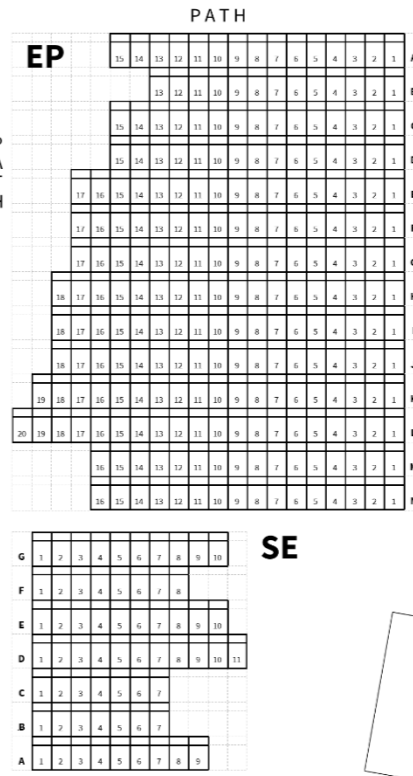 PATH
EP
15 14 13 12 11 10 9 8 7 6 5 4 3 2 1 A
13 12 11 10 9 8 7 6 5 4 3 2 1
15 14 13 12 11 10 9 8 7 6 5 4 3 2 1
15 14 13 12 11 10 9 8 7 6 5 4 3 2 1
17 16 15 14 13 12 11 10 9 8 7 6 5 4 3 2 1
17 16 15 14 13 12 11 10 9 8 7 6 5 4 3 2 1
17 16 15 14 13 12 11 10 9 8 7 6 5 4 3 2 1
18 17 16 15 14 13 12 11 10 9 8 7 6 5 4 3 2 1
18 17 16 15 14 13 12 11 10 9 8 7 6 5 4 3 2 1
18 17 16 15 14 13 12 11 10 9 8 7 6 5 4 3 2 1
19 18 17 16 15 14 13 12 11 10 9 8 7 6 5 4 3 2 1
20 19 18 17 16 15 14 13 12 11 10 9 8 7 6 5 4 3 2 1
16 15 14 13 12 11 10 9 8 7 6 5 4 3 2 1
16 15 14 13 12 11 10 9 8 7 6 5 4 3 2 1
SE
G 1 2 3 4 5 6 7 8 9 10
F 1 2 3 4 5 6 7 8
E 1 2 3 4 5 6 7 8 9 10
D 1 2 3 4 5 6 7 8 9 10 11
C 1 2 3 4 5 6 7
B 1 2 3 4 5 6 7
A 1 2 3 4 5 6 7 8 9